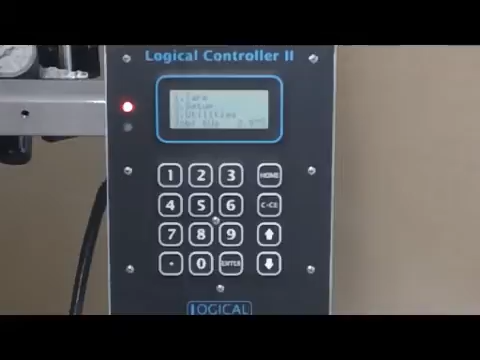 Logical Controller II
Setup
Utilities
1 2 3 HOME
4 5 6 C-CE
7 8 9
. 0 ENTER
LOGICAL